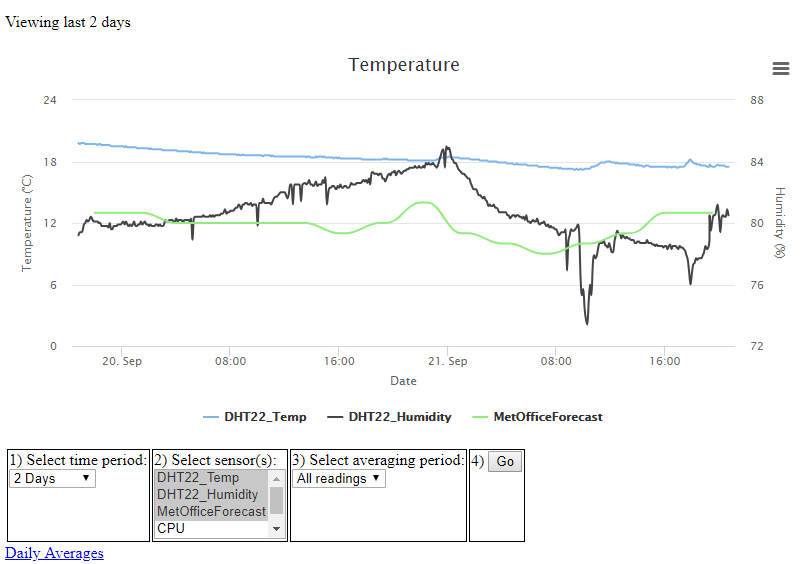 Viewing last 2 days
Temperature
24
18
12
6
0
Temperature (°C)
88
84
80
76
72
Humidity (%)
20. Sep 08:00 16:00 21. Sep 08:00 16:00
Date
DHT22_Temp DHT22_Humidity MetOfficeForecast
1) Select time period: 2) Select sensor(s): 3) Select averaging period: 4) Go
2 Days DHT22_Temp All readings
DHT22_Humidity
MetOfficeForecast
CPU
Daily Averages